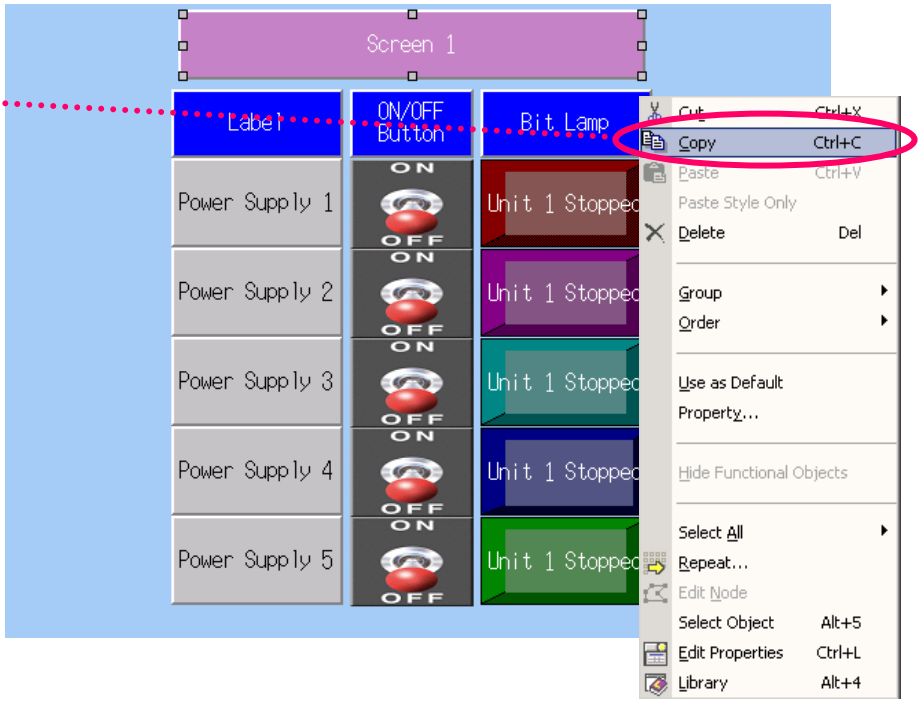 Screen 1
Label
ON/OFF
Button
Bit Lamp
Power Supply 1
ON
OFF
Unit 1 Stopped
Power Supply 2
ON
OFF
Unit 1 Stopped
Power Supply 3
ON
OFF
Unit 1 Stopped
Power Supply 4
ON
OFF
Unit 1 Stopped
Power Supply 5
ON
OFF
Unit 1 Stopped
Cut Ctrl+X
Copy Ctrl+C
Paste Ctrl+V
Paste Style Only
Delete Del
Group
Order
Use as Default
Property...
Hide Functional Objects
Select All
Repeat...
Edit Node
Select Object Alt+5
Edit Properties Ctrl+L
Library Alt+4